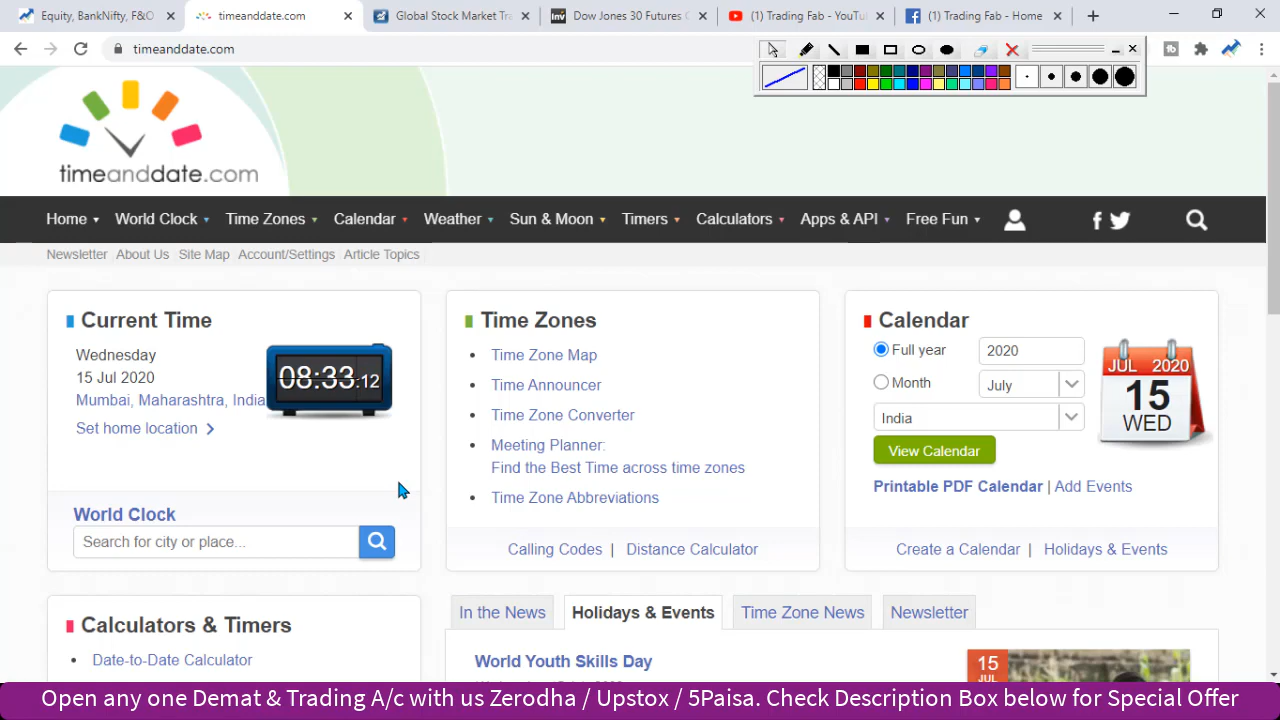 Equity, BankNifty, F&O
timeanddate.com
Global Stock Market Tra
Dow Jones 30 Futures C
(1) Trading Fab - YouTu
(1) Trading Fab - Home
timeanddate.com
timeanddate.com
Home World Clock Time Zones Calendar Weather Sun & Moon Timers Calculators Apps & API Free Fun
Newsletter About Us Site Map Account/Settings Article Topics
Current Time
Wednesday
15 Jul 2020
Mumbai, Maharashtra, India
Set home location
08:33:12
World Clock
Search for city or place...
Time Zones
Time Zone Map
Time Announcer
Time Zone Converter
Meeting Planner:
Find the Best Time across time zones
Time Zone Abbreviations
Calling Codes | Distance Calculator
Calendar
Full year 2020
Month July
India
View Calendar
JUL 2020
15
WED
Printable PDF Calendar | Add Events
Create a Calendar | Holidays & Events
Calculators & Timers
Date-to-Date Calculator
In the News Holidays & Events Time Zone News Newsletter
World Youth Skills Day
15
JUL
Open any one Demat & Trading A/c with us Zerodha / Upstox / 5Paisa. Check Description Box below for Special Offer